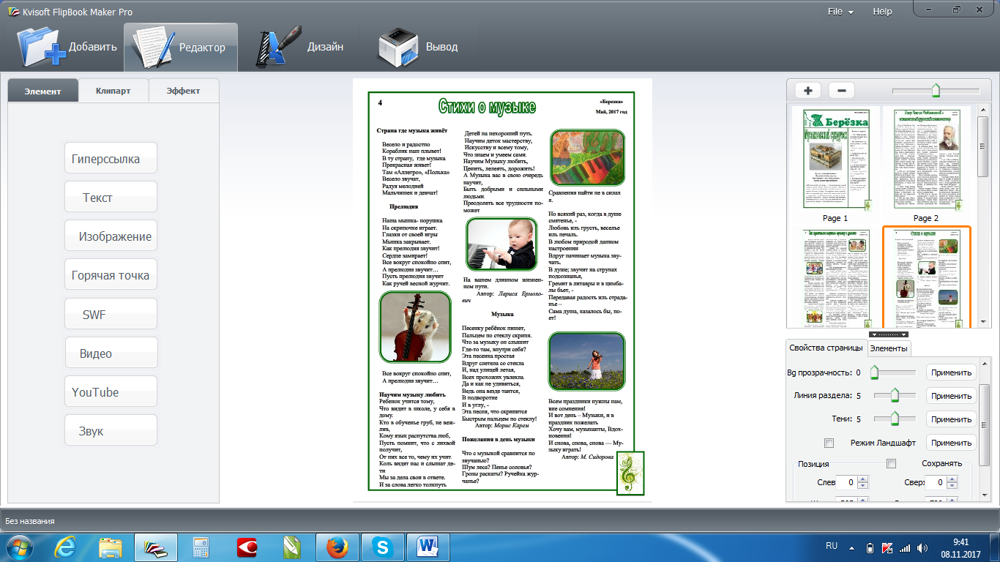 Kvisoft FlipBook Maker Pro
File
Help
Добавить
Редактор
Дизайн
Вывод
Элемент
Клипарт
Эффект
Гиперссылка
Текст
Изображение
Горячая точка
SWF
Видео
YouTube
Звук
4
Стихи о музыке
«Березка»
Май, 2017 год
Страна где музыка живёт
Весело и радостно
Кораблик наш плывет!
В ту страну, где музыка
Прекрасная живет!
Там «Аллегро», «Полька»
Весело звучат,
Радуя мелодией
Мальчишек и девчат!
Прелюдия
Наша мышка- норушка
На скрипочке играет.
Глазки от своей игры
Мышка закрывает.
Как прелюдия звучит!
Сердце замирает!
Все вокруг спокойно спит,
А прелюдия звучит…
Пусть прелюдия звучит
Как ручей весной журчит.
Все вокруг спокойно спит,
А прелюдия звучит…
Научим музыку любить
Ребенок учится тому,
Что видит в школе, у себя в
дому.
Кто в обученье груб, не веж-
лив,
Кому язык распутства люб,
Пусть помнит, что с лихвой
получит,
От них все то, чему их учит.
Коль видят нас и слышат де-
ти
Мы за дела свои в ответе.
И за слова легко толкнуть
Детей на нехороший путь.
Научим деток мастерству,
Искусству и всему тому,
Что знаем и умеем сами.
Научим Музыку любить,
Ценить, лелеять, дорожить!
А Музыка вас в свою очередь
научит,
Быть добрыми и сильными
людьми.
Преодолеть все трудности по-
может
На вашем длинном жизнен-
ном пути.
Автор: Лариса Ермоло-
вич
Музыка
Песенку ребёнок пишет,
Пальцем по стеклу скрипя.
Что за музыку он слышит
Где-то там, внутри себя?
Эта песенка простая
Вдруг слетела со стекла
И, над улицей летая,
Всех прохожих увлекла.
Да и как не удивиться,
Ведь она везде таится,
В подворотне
И в углу, -
Эта песня, что скрипится
Быстрым пальцем по стеклу!
Автор: Морис Карем
Пожелания в день музыки
Что с музыкой сравнится по
звучанью?
Шум леса? Пенье соловья?
Грозы раскаты? Ручейка жур-
чанье?
Сравнения найти не в силах
я.
Но всякий раз, когда в душе
смятенье, -
Любовь иль грусть, веселье
иль печаль.
В любом природой данном
настроении
Вдруг начинает музыка зву-
чать.
В душе; звучит на струнах
подсознанья,
Гремит в литавры и в цимба-
лы бьет, -
Передавая радость иль страда-
нье –
Сама душа, казалось бы, по-
ет!
Всем праздники нужны нам,
вне сомнения!
И вот день – Музыки, и в
праздник пожелать
Хочу вам, музыканты, Вдох-
новения!
И снова, снова, снова — Му-
зыку играть!
Автор: М. Сидорова
Берёзка
Page 1
Page 2
Стихи о музыке
Свойства страницы
Элементы
Bg прозрачность: 0
Применить
Линия раздела: 5
Применить
Тени: 5
Применить
Режим Ландшафт
Применить
Позиция
Сохранять
Слев 0
Сверх 0
Без названия
RU
9:41
08.11.2017